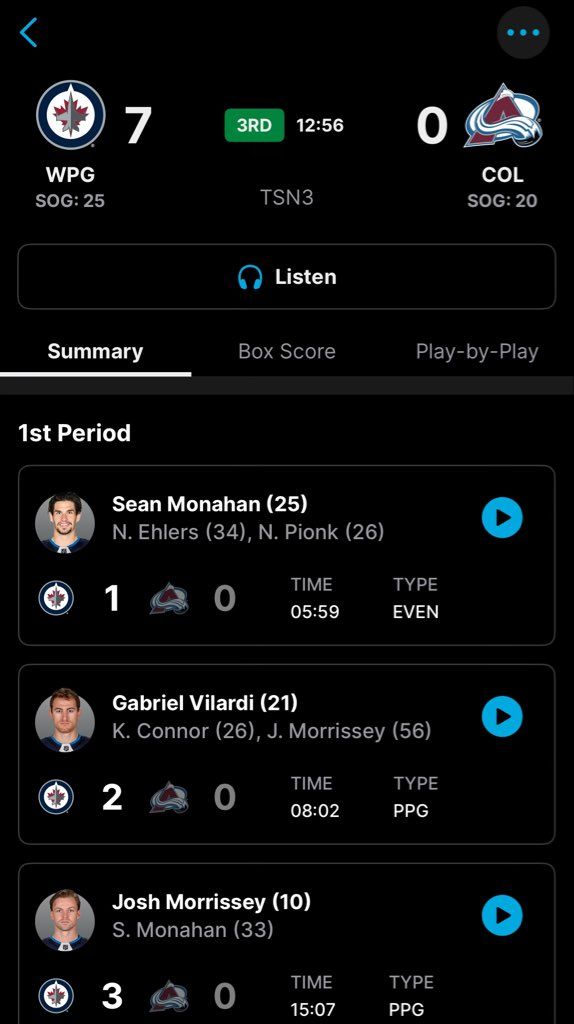 WPG
SOG: 25
7
3RD 12:56
TSN3
0
COL
SOG: 20
Listen
Summary Box Score Play-by-Play
1st Period
Sean Monahan (25)
N. Ehlers (34), N. Pionk (26)
1 0
TIME TYPE
05:59 EVEN
Gabriel Vilardi (21)
K. Connor (26), J. Morrissey (56)
2 0
TIME TYPE
08:02 PPG
Josh Morrissey (10)
S. Monahan (33)
3 0
TIME TYPE
15:07 PPG